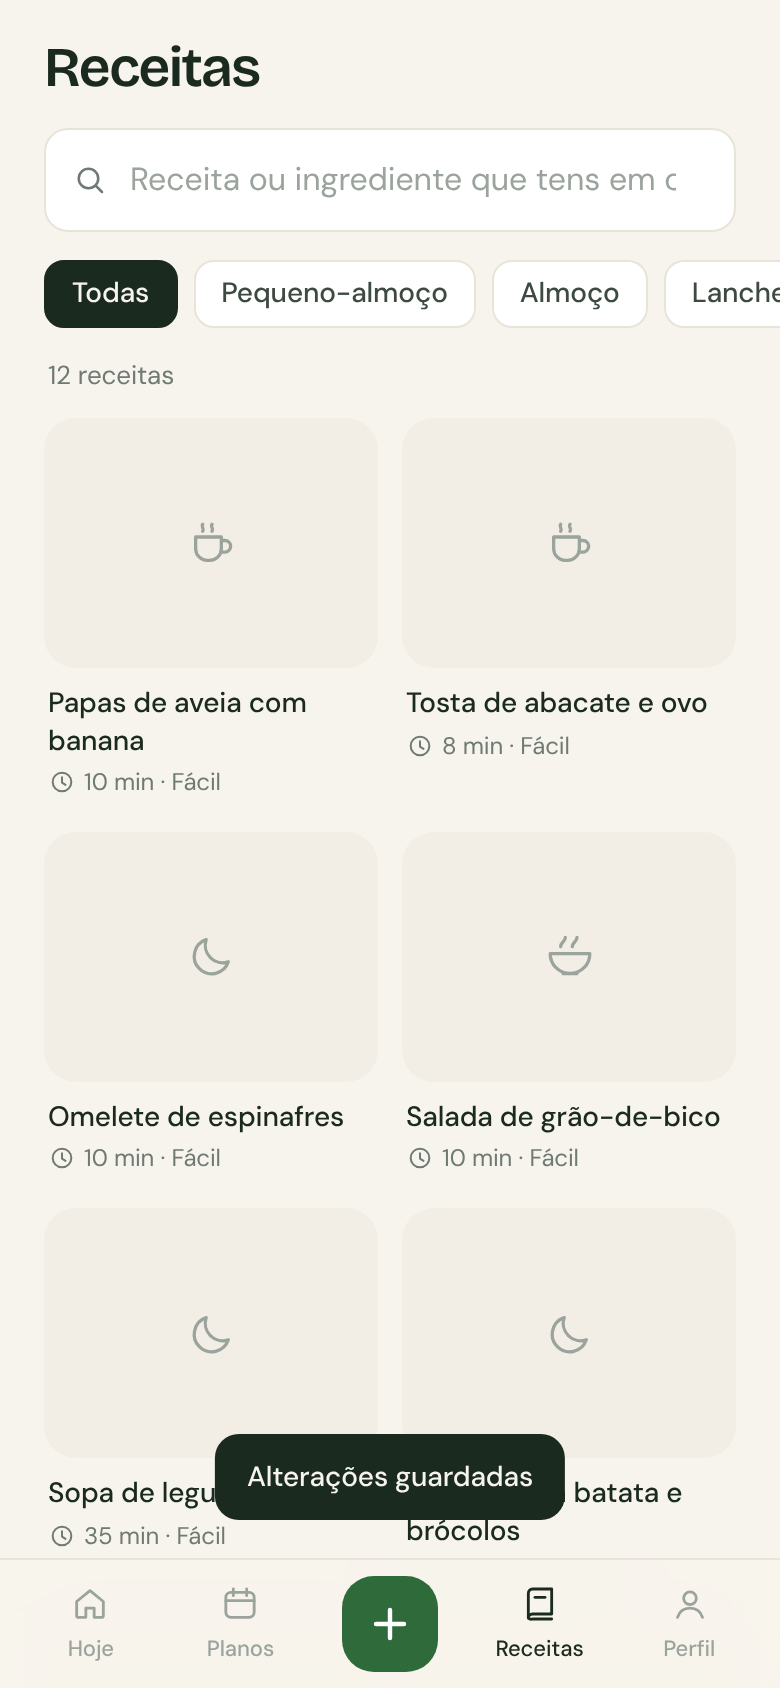 Receitas
Receita ou ingrediente que tens em
Todas
Pequeno-almoço
Almoço
Lanche
12 receitas
Papas de aveia com
banana
10 min · Fácil
Tosta de abacate e ovo
8 min · Fácil
Omelete de espinafres
10 min · Fácil
Salada de grão-de-bico
10 min · Fácil
Sopa de legu
35 min · Fácil
batata e
brócolos
Alterações guardadas
Hoje
Planos
Receitas
Perfil